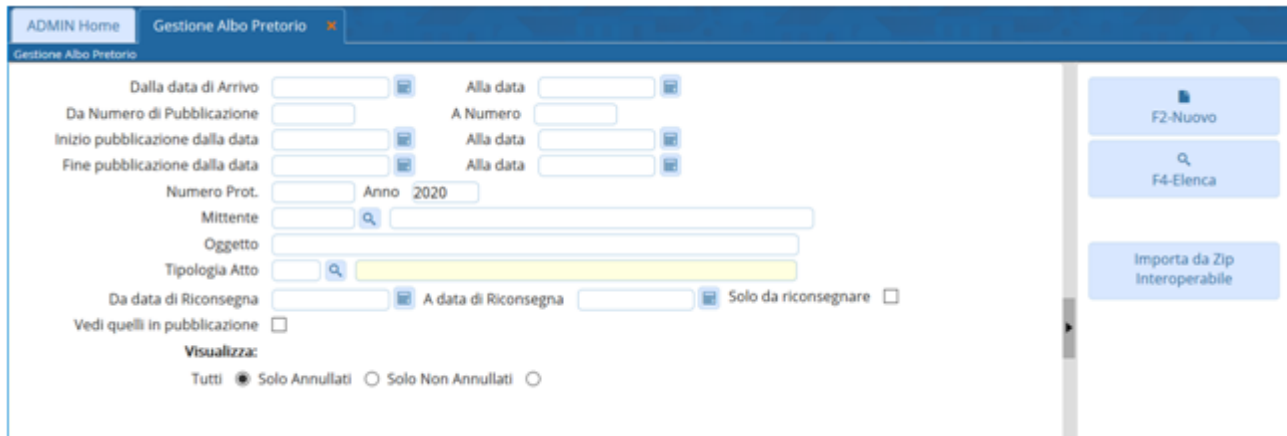 ADMIN Home Gestione Albo Pretorio
Gestione Albo Pretorio
Dalla data di Arrivo Alla data
Da Numero di Pubblicazione A Numero
Inizio pubblicazione dalla data Alla data
Fine pubblicazione dalla data Alla data
Numero Prot. Anno 2020
Mittente
Oggetto
Tipologia Atto
Da data di Riconsegna A data di Riconsegna Solo da riconsegnare
Vedi quelli in pubblicazione
Visualizza:
Tutti Solo Annullati Solo Non Annullati
F2-Nuovo
F4-Elenca
Importa da Zip
Interoperabile